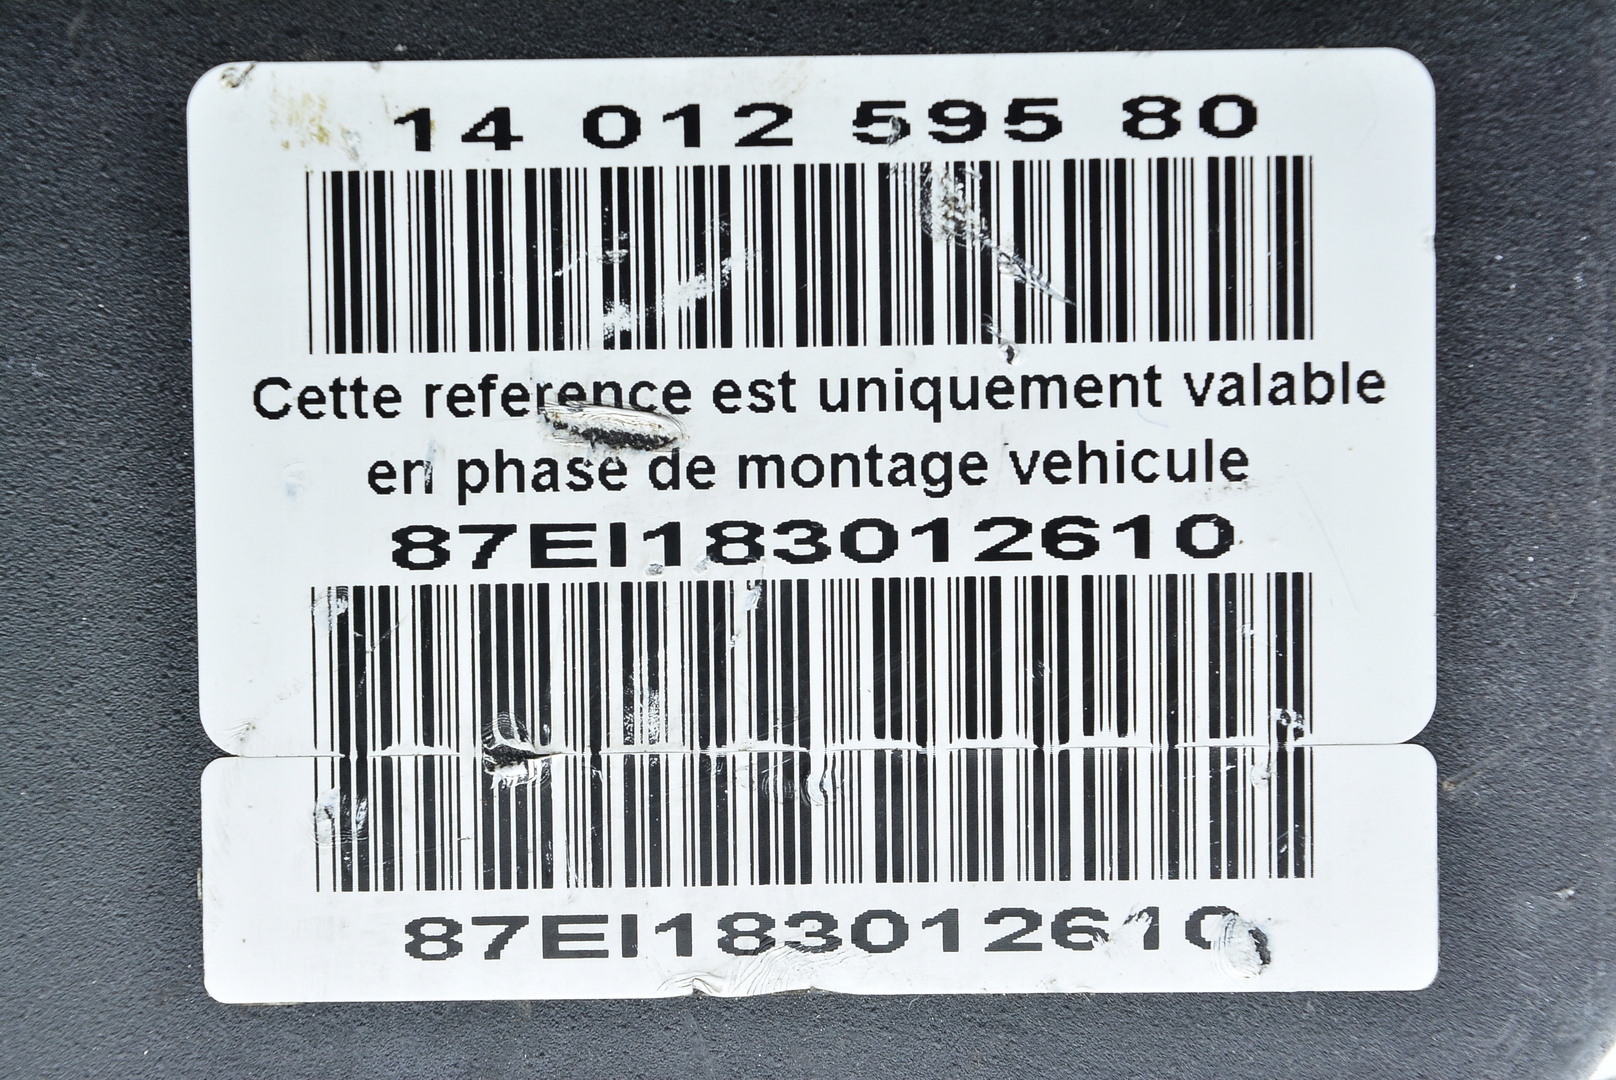 14 012 595 80
Cette reference est uniquement valable
en phase de montage vehicule
87EI183012610
87EI183012610